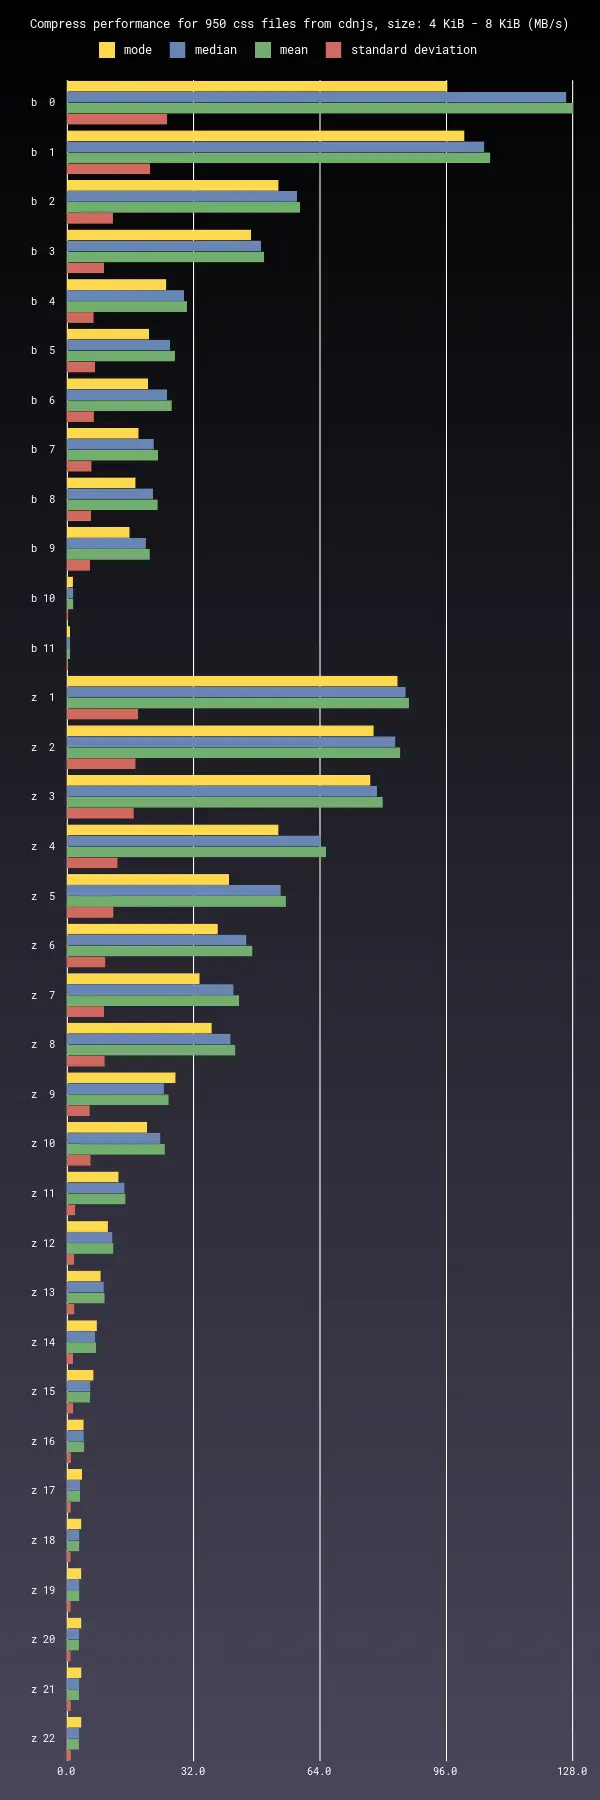 Compress performance for 950 css files from cdnjs, size: 4 KiB - 8 KiB (MB/s)
mode median mean standard deviation
b 0
b 1
b 2
b 3
b 4
b 5
b 6
b 7
b 8
b 9
b 10
b 11
z 1
z 2
z 3
z 4
z 5
z 6
z 7
z 8
z 9
z 10
z 11
z 12
z 13
z 14
z 15
z 16
z 17
z 18
z 19
z 20
z 21
z 22
0.0 32.0 64.0 96.0 128.0